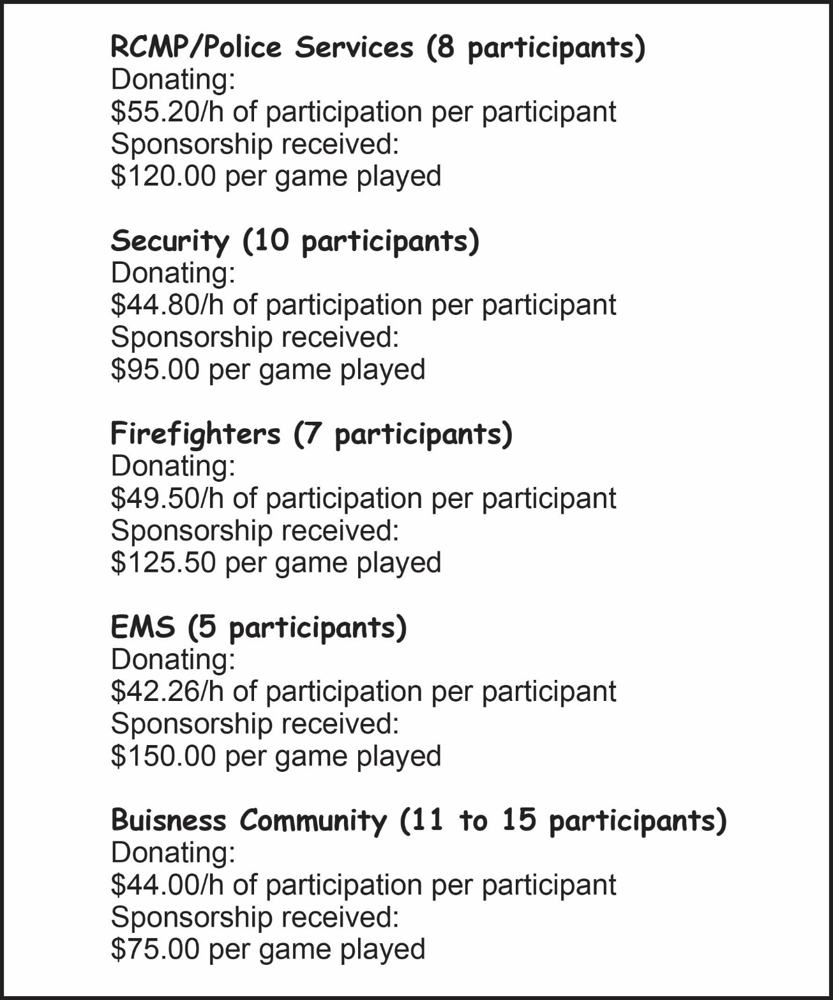 RCMP/Police Services (8 participants)
Donating:
$55.20/h of participation per participant
Sponsorship received:
$120.00 per game played
Security (10 participants)
Donating:
$44.80/h of participation per participant
Sponsorship received:
$95.00 per game played
Firefighters (7 participants)
Donating:
$49.50/h of participation per participant
Sponsorship received:
$125.50 per game played
EMS (5 participants)
Donating:
$42.26/h of participation per participant
Sponsorship received:
$150.00 per game played
Buisness Community (11 to 15 participants)
Donating:
$44.00/h of participation per participant
Sponsorship received:
$75.00 per game played